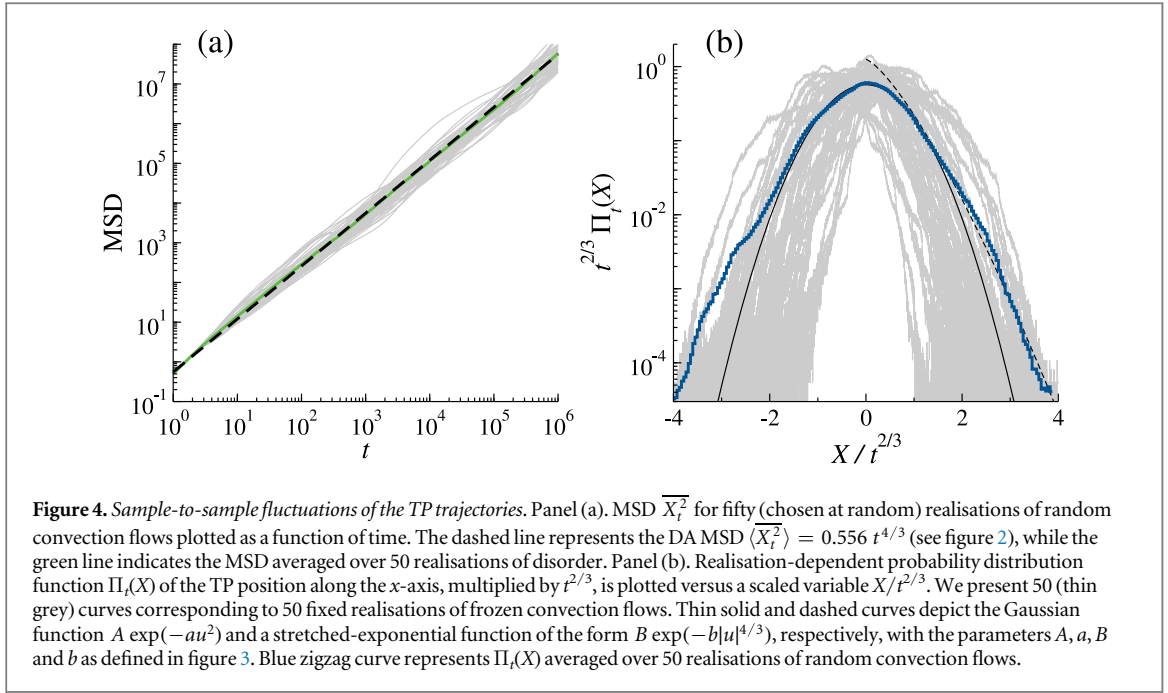 (a)
(b)
10^7
10^5
10^3
10^1
10^-1
MSD
10^0 10^1 10^2 10^3 10^4 10^5 10^6
t
10^0
10^-2
10^-4
t^{2/3} Π_t(X)
-4 -2 0 2 4
X / t^{2/3}
Figure 4. Sample-to-sample fluctuations of the TP trajectories. Panel (a). MSD \overline{X_t^2} for fifty (chosen at random) realisations of random
convection flows plotted as a function of time. The dashed line represents the DA MSD ⟨\overline{X_t^2}⟩ = 0.556 t^{4/3} (see figure 2), while the
green line indicates the MSD averaged over 50 realisations of disorder. Panel (b). Realisation-dependent probability distribution
function Π_t(X) of the TP position along the x-axis, multiplied by t^{2/3}, is plotted versus a scaled variable X/t^{2/3}. We present 50 (thin
grey) curves corresponding to 50 fixed realisations of frozen convection flows. Thin solid and dashed curves depict the Gaussian
function A exp(−au^2) and a stretched-exponential function of the form B exp(−b|u|^{4/3}), respectively, with the parameters A, a, B
and b as defined in figure 3. Blue zigzag curve represents Π_t(X) averaged over 50 realisations of random convection flows.